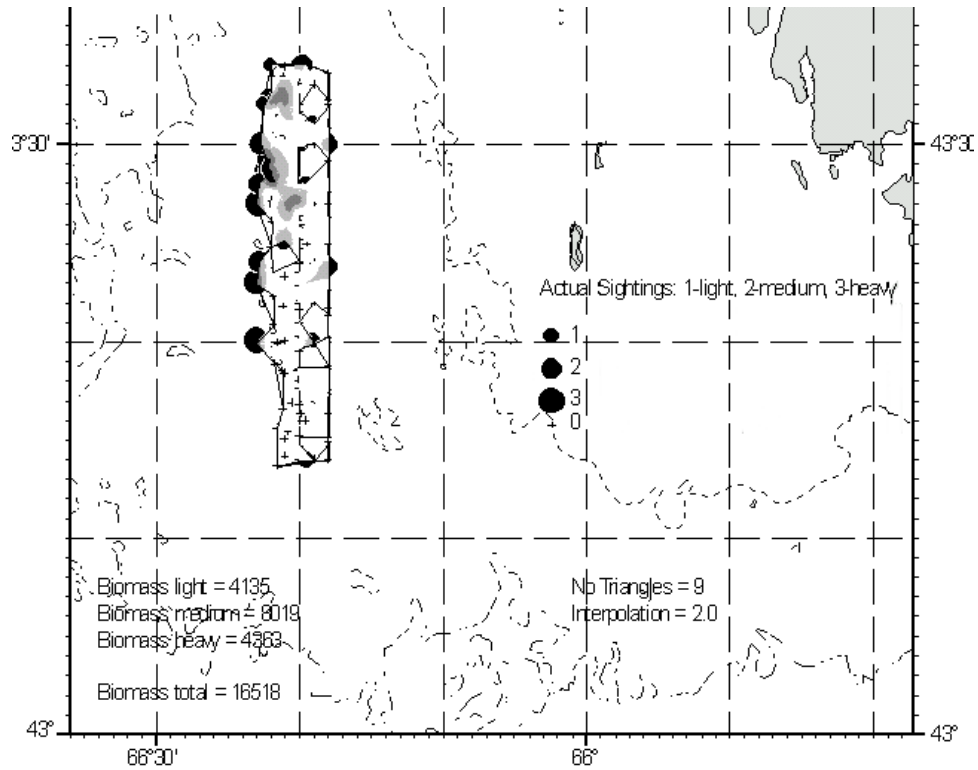 3°30'
43°30
Actual Sightings: 1-light, 2-medium, 3-heavy
1
2
3
0
Biomass light = 4135
No Triangles = 9
Biomass medium = 8019
Interpolation = 2.0
Biomass heavy = 4363
Biomass total = 16518
43°
43°
66°30'
66°